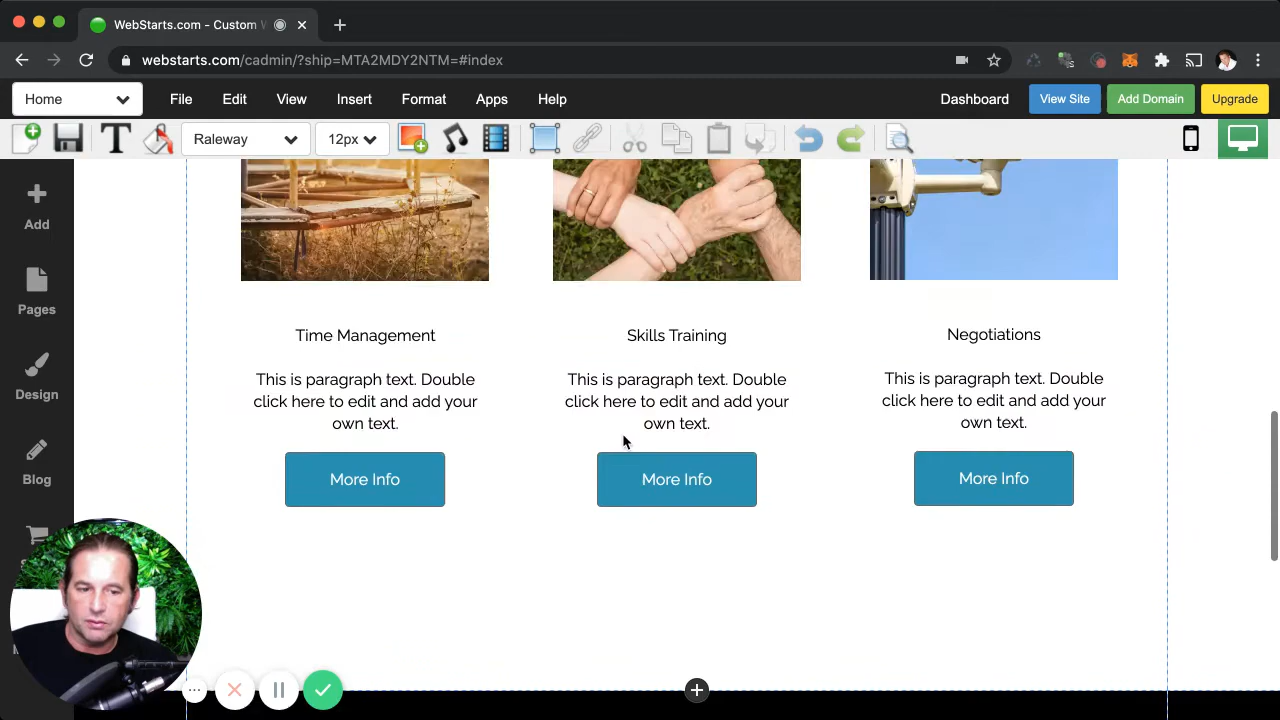 WebStarts.com - Custom
webstarts.com/cadmin/?ship=MTA2MDY2NTM=#index
Home
File
Edit
View
Insert
Format
Apps
Help
Dashboard
View Site
Add Domain
Upgrade
T
Raleway
12px
Add
Pages
Design
Blog
Time Management
Skills Training
Negotiations
This is paragraph text. Double
click here to edit and add your
own text.
This is paragraph text. Double
click here to edit and add your
own text.
This is paragraph text. Double
click here to edit and add your
own text.
More Info
More Info
More Info